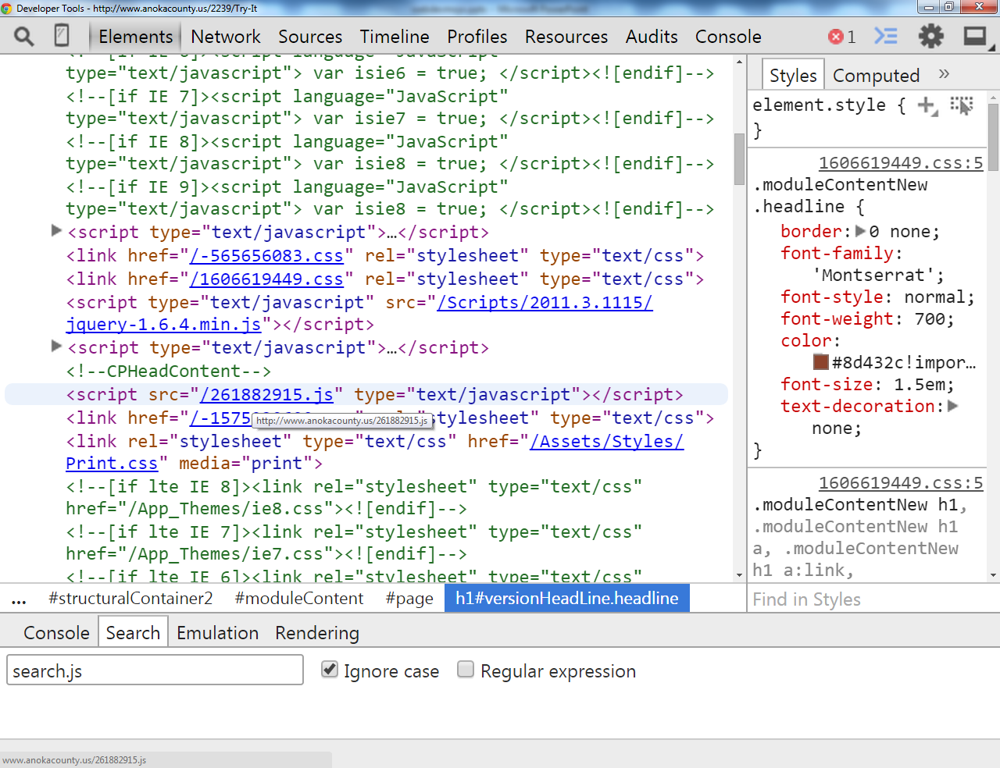 Developer Tools - http://www.anokacounty.us/2239/Try-It
Elements Network Sources Timeline Profiles Resources Audits Console 1
<!--[if IE 6]><script language="JavaScript"
type="text/javascript"> var isie6 = true; </script><![endif]-->
<!--[if IE 7]><script language="JavaScript"
type="text/javascript"> var isie7 = true; </script><![endif]-->
<!--[if IE 8]><script language="JavaScript"
type="text/javascript"> var isie8 = true; </script><![endif]-->
<!--[if IE 9]><script language="JavaScript"
type="text/javascript"> var isie8 = true; </script><![endif]-->
<script type="text/javascript">…</script>
<link href="/-565656083.css" rel="stylesheet" type="text/css">
<link href="/1606619449.css" rel="stylesheet" type="text/css">
<script type="text/javascript" src="/Scripts/2011.3.1115/
jquery-1.6.4.min.js"></script>
<script type="text/javascript">…</script>
<!--CPHeadContent-->
<script src="/261882915.js" type="text/javascript"></script>
<link href="/-1575 stylesheet" type="text/css">
http://www.anokacounty.us/261882915.js
<link rel="stylesheet" type="text/css" href="/Assets/Styles/
Print.css" media="print">
<!--[if lte IE 8]><link rel="stylesheet" type="text/css"
href="/App_Themes/ie8.css"><![endif]-->
<!--[if lte IE 7]><link rel="stylesheet" type="text/css"
href="/App_Themes/ie7.css"><![endif]-->
<!--[if lte IE 6]><link rel="stylesheet" type="text/css"
... #structuralContainer2 #moduleContent #page h1#versionHeadLine.headline
Styles Computed »
element.style {
}
1606619449.css:5
.moduleContentNew
.headline {
border: 0 none;
font-family:
'Montserrat';
font-style: normal;
font-weight: 700;
color:
#8d432c!impor…
font-size: 1.5em;
text-decoration:
none;
}
1606619449.css:5
.moduleContentNew h1,
.moduleContentNew h1
a, .moduleContentNew
h1 a:link,
Find in Styles
Console Search Emulation Rendering
search.js Ignore case Regular expression
www.anokacounty.us/261882915.js